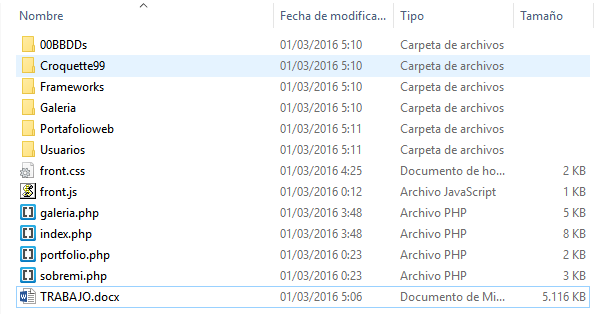 Nombre Fecha de modifica... Tipo Tamaño
00BBDDs 01/03/2016 5:10 Carpeta de archivos
Croquette99 01/03/2016 5:10 Carpeta de archivos
Frameworks 01/03/2016 5:10 Carpeta de archivos
Galeria 01/03/2016 5:10 Carpeta de archivos
Portafolioweb 01/03/2016 5:11 Carpeta de archivos
Usuarios 01/03/2016 5:11 Carpeta de archivos
front.css 01/03/2016 4:25 Documento de ho... 2 KB
front.js 01/03/2016 0:12 Archivo JavaScript 1 KB
galeria.php 01/03/2016 3:48 Archivo PHP 5 KB
index.php 01/03/2016 3:48 Archivo PHP 8 KB
portfolio.php 01/03/2016 0:23 Archivo PHP 2 KB
sobremi.php 01/03/2016 0:23 Archivo PHP 3 KB
TRABAJO.docx 01/03/2016 5:06 Documento de Mi... 5.116 KB